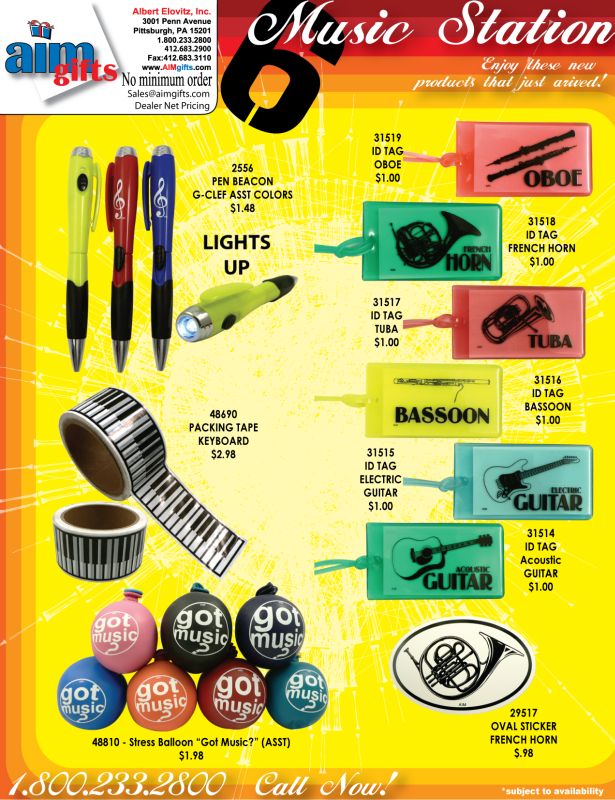 aim
gifts
Albert Elovitz, Inc.
3001 Penn Avenue
Pittsburgh, PA 15201
1.800.233.2800
412.683.2900
Fax:412.683.3110
www.AIMgifts.com
No minimum order
Sales@aimgifts.com
Dealer Net Pricing
6
Music Station
Enjoy these new
products that just arived!
2556
PEN BEACON
G-CLEF ASST COLORS
$1.48
LIGHTS
UP
31519
ID TAG
OBOE
$1.00
OBOE
31518
ID TAG
FRENCH HORN
$1.00
FRENCH
HORN
31517
ID TAG
TUBA
$1.00
TUBA
31516
ID TAG
BASSOON
$1.00
BASSOON
31515
ID TAG
ELECTRIC
GUITAR
$1.00
ELECTRIC
GUITAR
31514
ID TAG
Acoustic
GUITAR
$1.00
ACOUSTIC
GUITAR
48690
PACKING TAPE
KEYBOARD
$2.98
got
music
got
music
got
music
got
music
got
music
got
music
got
music
48810 - Stress Balloon "Got Music?" (ASST)
$1.98
AIM
29517
OVAL STICKER
FRENCH HORN
$.98
1.800.233.2800 Call Now!
*subject to availability